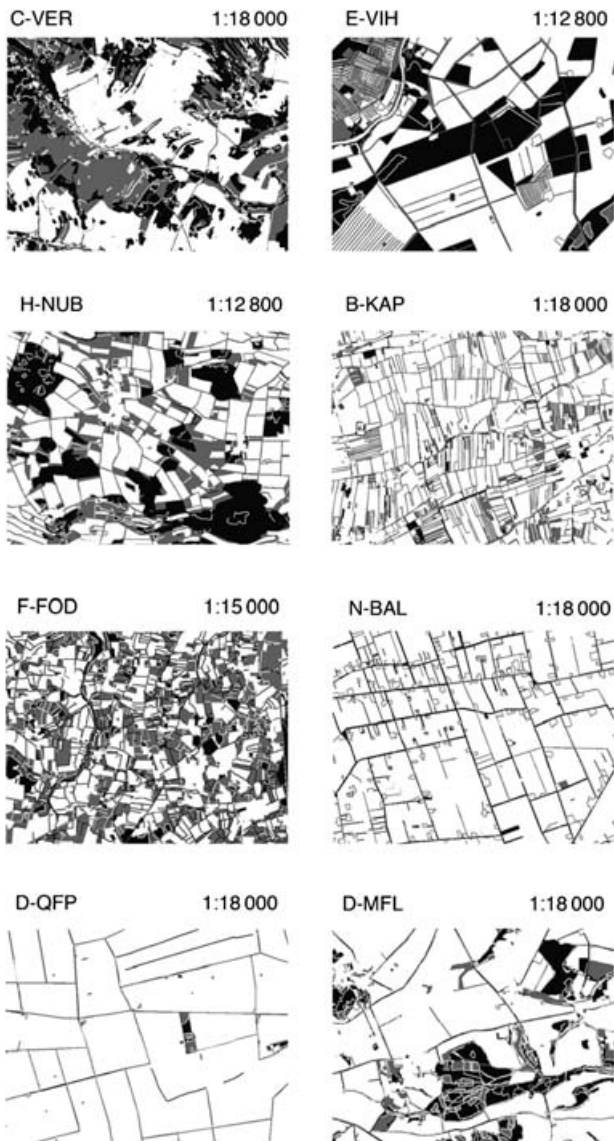 C-VER 1:18 000 E-VIH 1:12 800
H-NUB 1:12 800 B-KAP 1:18 000
F-FOD 1:15 000 N-BAL 1:18 000
D-QFP 1:18 000 D-MFL 1:18 000